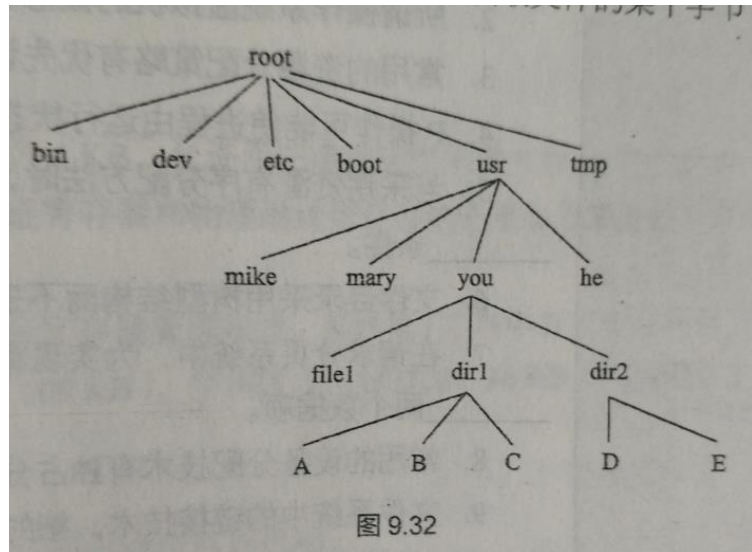 root
bin dev etc boot usr tmp
mike mary you he
file1 dir1 dir2
A B C D E
图 9.32